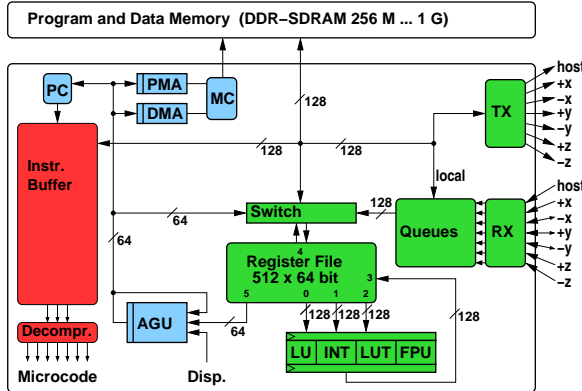 Program and Data Memory (DDR−SDRAM 256 M ... 1 G)
PC
PMA
DMA
MC
128
TX
host
+x
−x
+y
−y
+z
−z
Instr.
Buffer
128
128
local
64
64
Switch
128
Queues
RX
host
+x
−x
+y
−y
+z
−z
4
Register File
512 x 64 bit
3
5
0
1
2
128
128
128
128
AGU
64
Decompr.
LU
INT
LUT
FPU
Microcode
Disp.